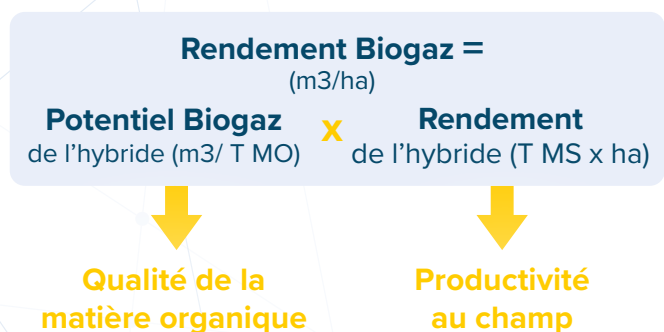 Rendement Biogaz =
(m3/ha)
Potentiel Biogaz x Rendement
de l'hybride (m3/ T MO) de l'hybride (T MS x ha)
Qualité de la Productivité
matière organique au champ